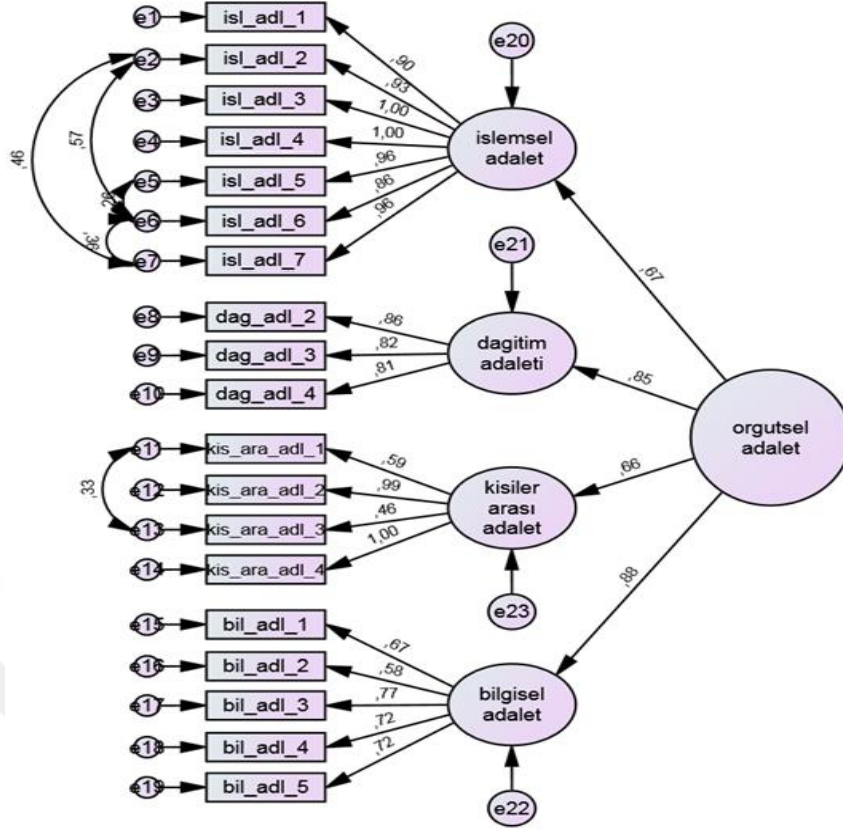 e1
isl_adl_1
e2
isl_adl_2
e3
isl_adl_3
e4
isl_adl_4
e5
isl_adl_5
e6
isl_adl_6
e7
isl_adl_7
,46
,57
,36
,90
,93
1,00
1,00
,96
,86
,96
e20
islemsel
adalet
,67
e8
dag_adl_2
e9
dag_adl_3
e10
dag_adl_4
,86
,82
,81
e21
dagitim
adaleti
,85
orgutsel
adalet
e11
kis_ara_adl_1
e12
kis_ara_adl_2
e13
kis_ara_adl_3
e14
kis_ara_adl_4
,33
,59
,99
,46
1,00
kisiler
arası
adalet
e23
,66
e15
bil_adl_1
e16
bil_adl_2
e17
bil_adl_3
e18
bil_adl_4
e19
bil_adl_5
,67
,58
,77
,72
,72
bilgisel
adalet
e22
,88